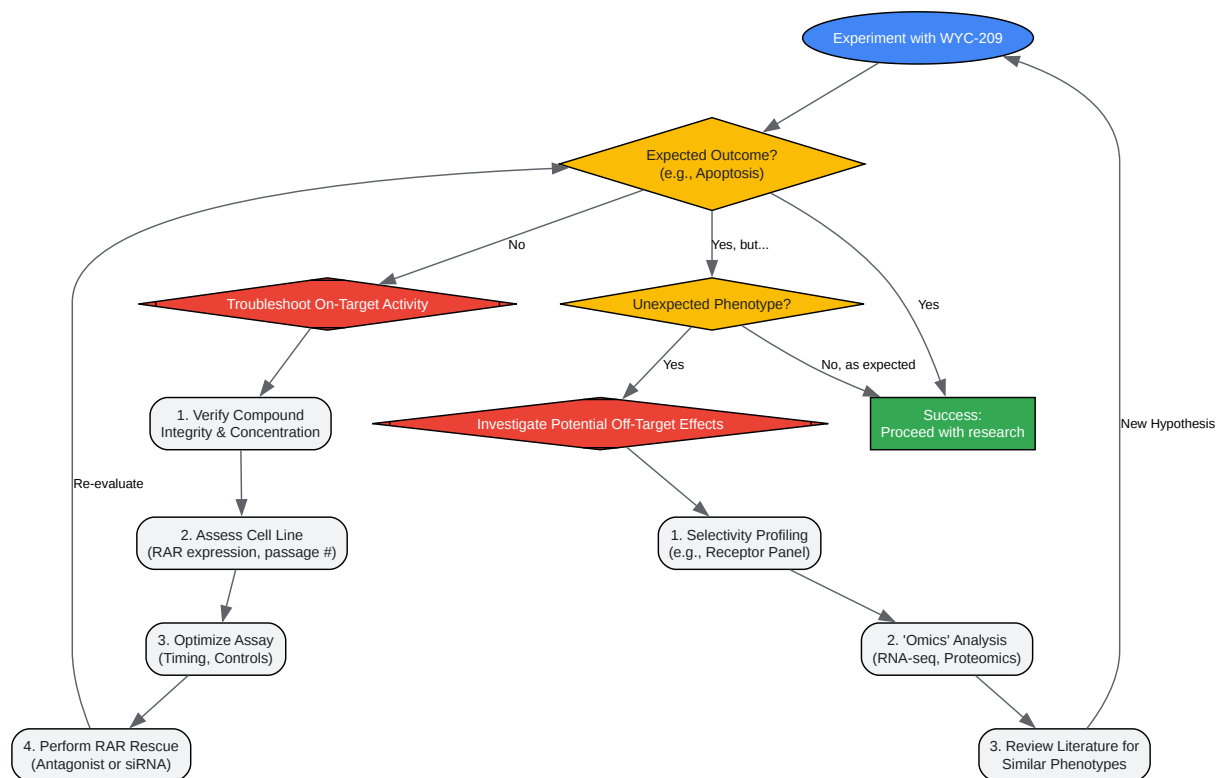 Experiment with WYC-209
Expected Outcome?
(e.g., Apoptosis)
No
Yes, but...
Yes
Troubleshoot On-Target Activity
Unexpected Phenotype?
Yes
No, as expected
1. Verify Compound
Integrity & Concentration
Investigate Potential Off-Target Effects
Success:
Proceed with research
New Hypothesis
Re-evaluate
2. Assess Cell Line
(RAR expression, passage #)
1. Selectivity Profiling
(e.g., Receptor Panel)
3. Optimize Assay
(Timing, Controls)
2. 'Omics' Analysis
(RNA-seq, Proteomics)
4. Perform RAR Rescue
(Antagonist or siRNA)
3. Review Literature for
Similar Phenotypes